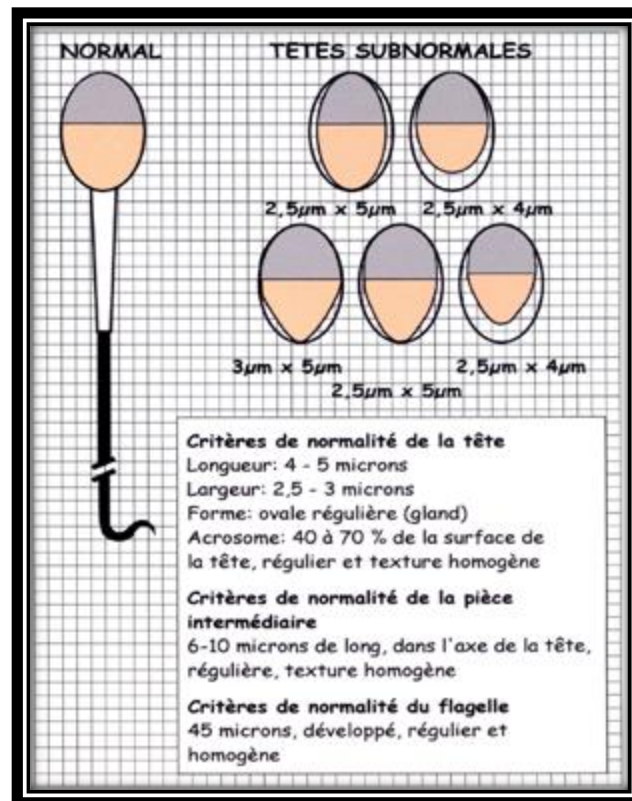 NORMAL
TETES SUBNORMALES
2,5µm x 5µm
2,5µm x 4µm
3µm x 5µm
2,5µm x 4µm
2,5µm x 5µm
Critères de normalité de la tête
Longueur: 4 - 5 microns
Largeur: 2,5 - 3 microns
Forme: ovale régulière (gland)
Acrosome: 40 à 70 % de la surface de
la tête, régulier et texture homogène
Critères de normalité de la pièce
intermédiaire
6-10 microns de long, dans l'axe de la tête,
régulière, texture homogène
Critères de normalité du flagelle
45 microns, développé, régulier et
homogène